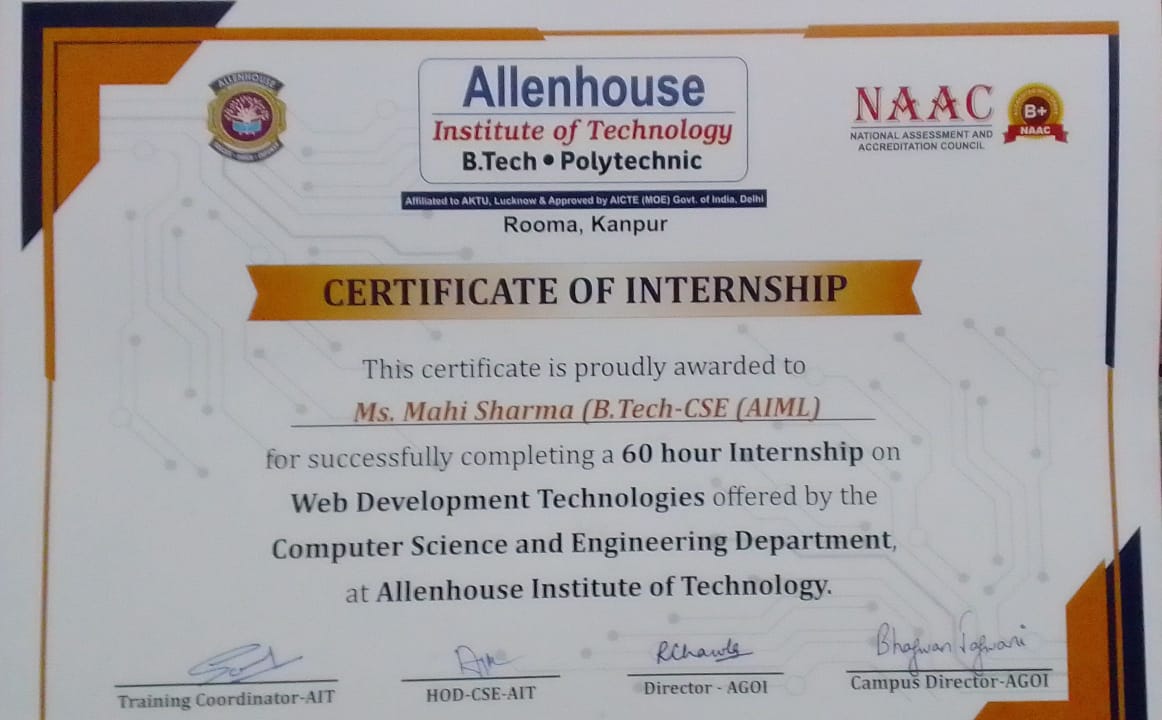 ALLENHOUSE
Allenhouse
Institute of Technology
B.Tech • Polytechnic
Affiliated to AKTU, Lucknow & Approved by AICTE (MOE) Govt. of India, Delhi
Rooma, Kanpur
NAAC
NATIONAL ASSESSMENT AND
ACCREDITATION COUNCIL
B+
NAAC
CERTIFICATE OF INTERNSHIP
This certificate is proudly awarded to
Ms. Mahi Sharma (B.Tech-CSE (AIML)
for successfully completing a 60 hour Internship on
Web Development Technologies offered by the
Computer Science and Engineering Department,
at Allenhouse Institute of Technology.
RChawla
Bhagwan Jagwani
Training Coordinator-AIT
HOD-CSE-AIT
Director - AGOI
Campus Director-AGOI